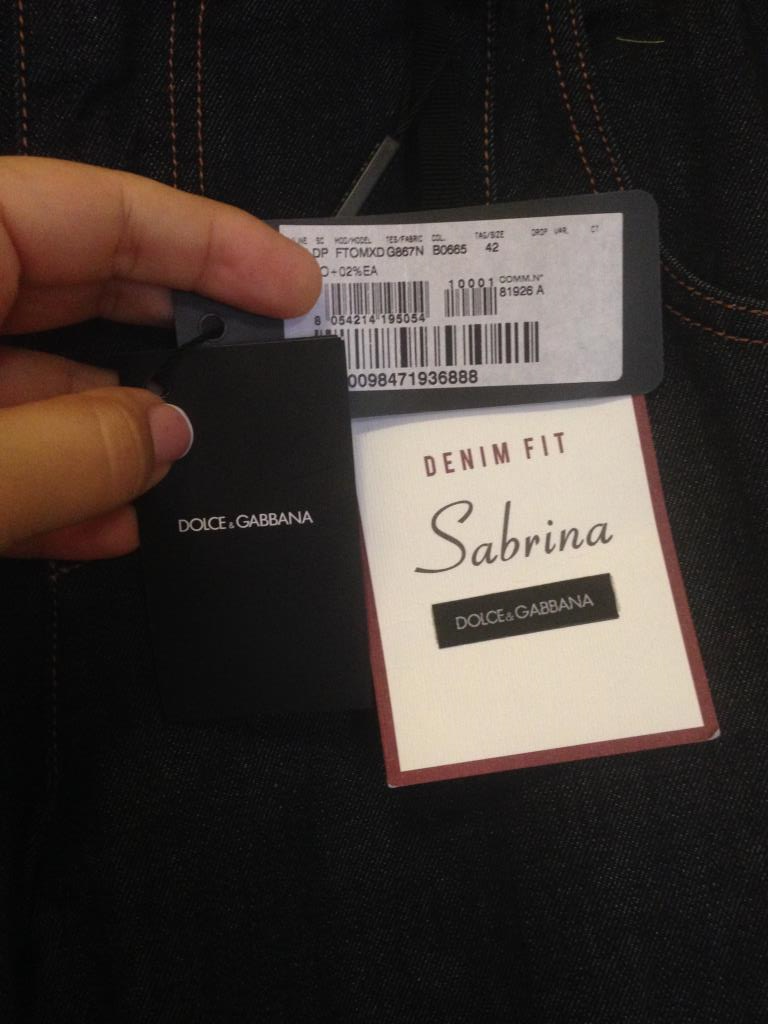 SC MOD/MODEL TES/FABRIC COL. TAG/SIZE DROP VAR. CT
DP FTOMXD G867N B0665 42
O+02%EA
10001 COMM.N°
81926 A
8 054214 195054
0098471936888
DENIM FIT
Sabrina
DOLCE&GABBANA
DOLCE&GABBANA